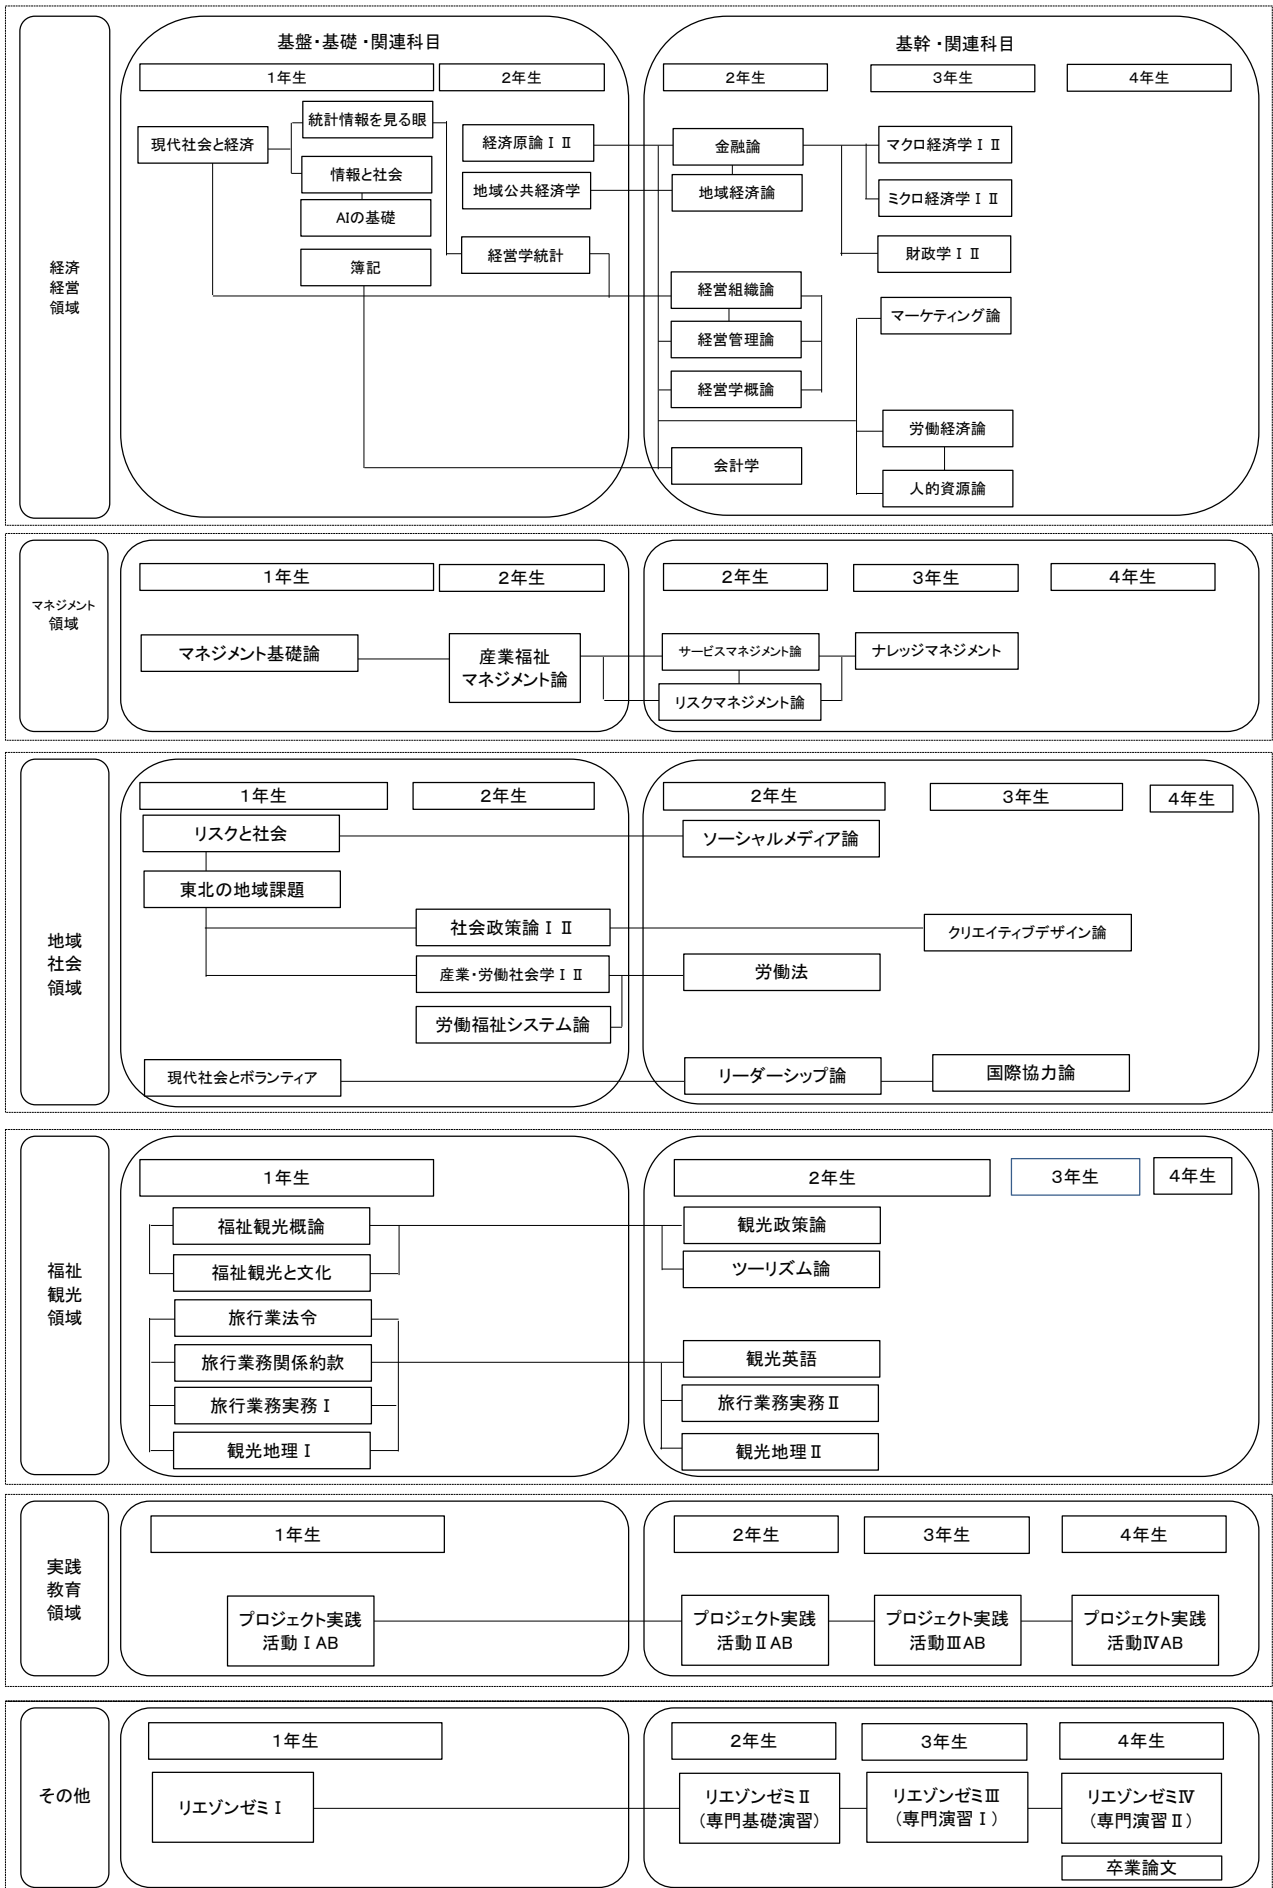 基盤・基礎・関連科目
基幹・関連科目
1年生
2年生
2年生
3年生
4年生
経済
経営
領域
現代社会と経済
統計情報を見る眼
情報と社会
AIの基礎
簿記
経済原論ⅠⅡ
地域公共経済学
経営学統計
金融論
地域経済論
経営組織論
経営管理論
経営学概論
会計学
マクロ経済学ⅠⅡ
ミクロ経済学ⅠⅡ
財政学ⅠⅡ
マーケティング論
労働経済論
人的資源論
マネジメント
領域
1年生
2年生
2年生
3年生
4年生
マネジメント基礎論
産業福祉
マネジメント論
サービスマネジメント論
リスクマネジメント論
ナレッジマネジメント
地域
社会
領域
1年生
2年生
2年生
3年生
4年生
リスクと社会
ソーシャルメディア論
東北の地域課題
社会政策論ⅠⅡ
クリエイティブデザイン論
産業・労働社会学ⅠⅡ
労働法
労働福祉システム論
現代社会とボランティア
リーダーシップ論
国際協力論
福祉
観光
領域
1年生
2年生
3年生
4年生
福祉観光概論
観光政策論
福祉観光と文化
ツーリズム論
旅行業法令
旅行業務関係約款
観光英語
旅行業務実務Ⅰ
旅行業務実務Ⅱ
観光地理Ⅰ
観光地理Ⅱ
実践
教育
領域
1年生
2年生
3年生
4年生
プロジェクト実践
活動ⅠAB
プロジェクト実践
活動ⅡAB
プロジェクト実践
活動ⅢAB
プロジェクト実践
活動ⅣAB
その他
1年生
2年生
3年生
4年生
リエゾンゼミⅠ
リエゾンゼミⅡ
（専門基礎演習）
リエゾンゼミⅢ
（専門演習Ⅰ）
リエゾンゼミⅣ
（専門演習Ⅱ）
卒業論文